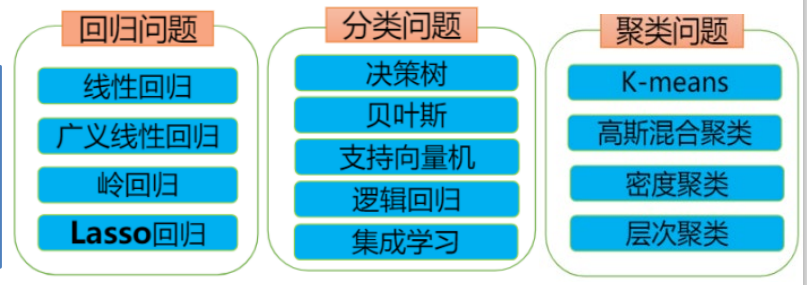 回归问题
线性回归
广义线性回归
岭回归
Lasso回归
分类问题
决策树
贝叶斯
支持向量机
逻辑回归
集成学习
聚类问题
K-means
高斯混合聚类
密度聚类
层次聚类